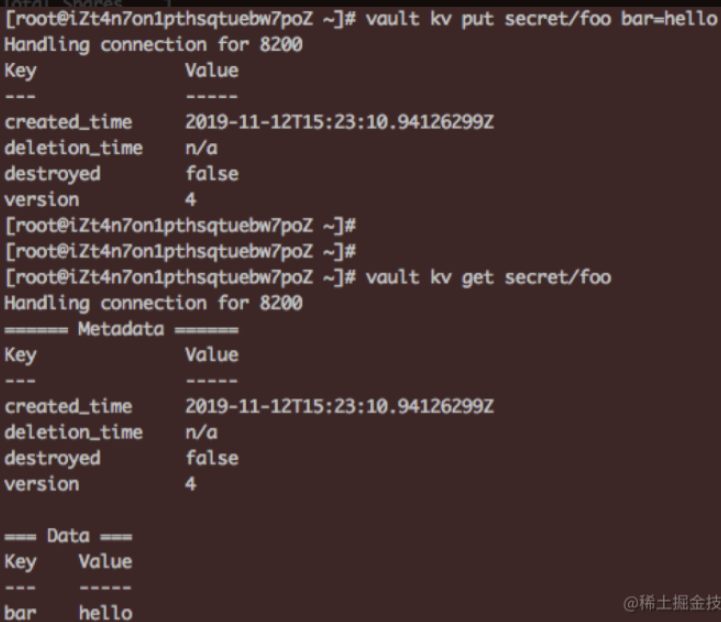 Total Shares 1
[root@iZt4n7on1pthsqtuebw7poZ ~]# vault kv put secret/foo bar=hello
Handling connection for 8200
Key Value
--- -----
created_time 2019-11-12T15:23:10.94126299Z
deletion_time n/a
destroyed false
version 4
[root@iZt4n7on1pthsqtuebw7poZ ~]#
[root@iZt4n7on1pthsqtuebw7poZ ~]#
[root@iZt4n7on1pthsqtuebw7poZ ~]# vault kv get secret/foo
Handling connection for 8200
====== Metadata ======
Key Value
--- -----
created_time 2019-11-12T15:23:10.94126299Z
deletion_time n/a
destroyed false
version 4
=== Data ===
Key Value
--- -----
bar hello
@稀土掘金技